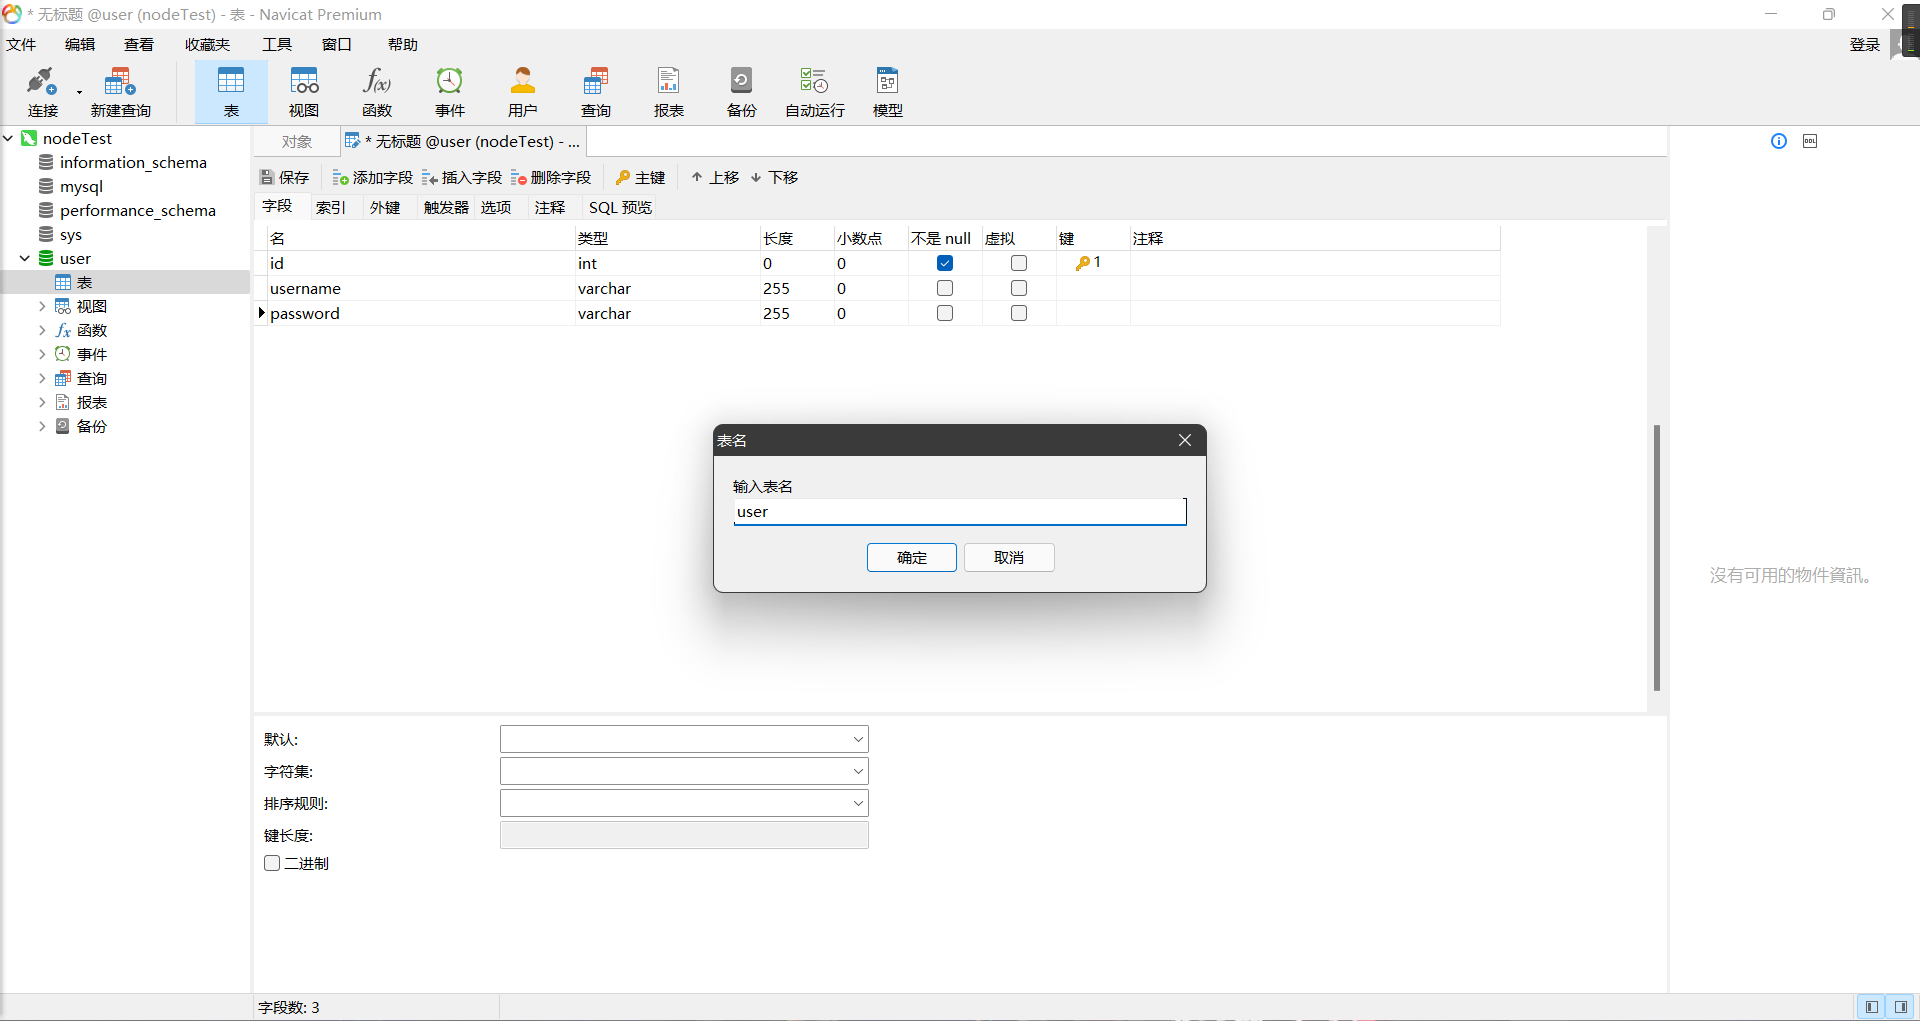 * 无标题 @user (nodeTest) - 表 - Navicat Premium
文件 编辑 查看 收藏夹 工具 窗口 帮助 登录
连接 新建查询 表 视图 函数 事件 用户 查询 报表 备份 自动运行 模型
nodeTest
information_schema
mysql
performance_schema
sys
user
表
视图
函数
事件
查询
报表
备份
对象 * 无标题 @user (nodeTest) - ...
保存 添加字段 插入字段 删除字段 主键 上移 下移
字段 索引 外键 触发器 选项 注释 SQL 预览
名 类型 长度 小数点 不是 null 虚拟 键 注释
id int 0 0 1
username varchar 255 0
password varchar 255 0
表名
输入表名
user
确定 取消
沒有可用的物件資訊。
默认:
字符集:
排序规则:
键长度:
二进制
字段数: 3